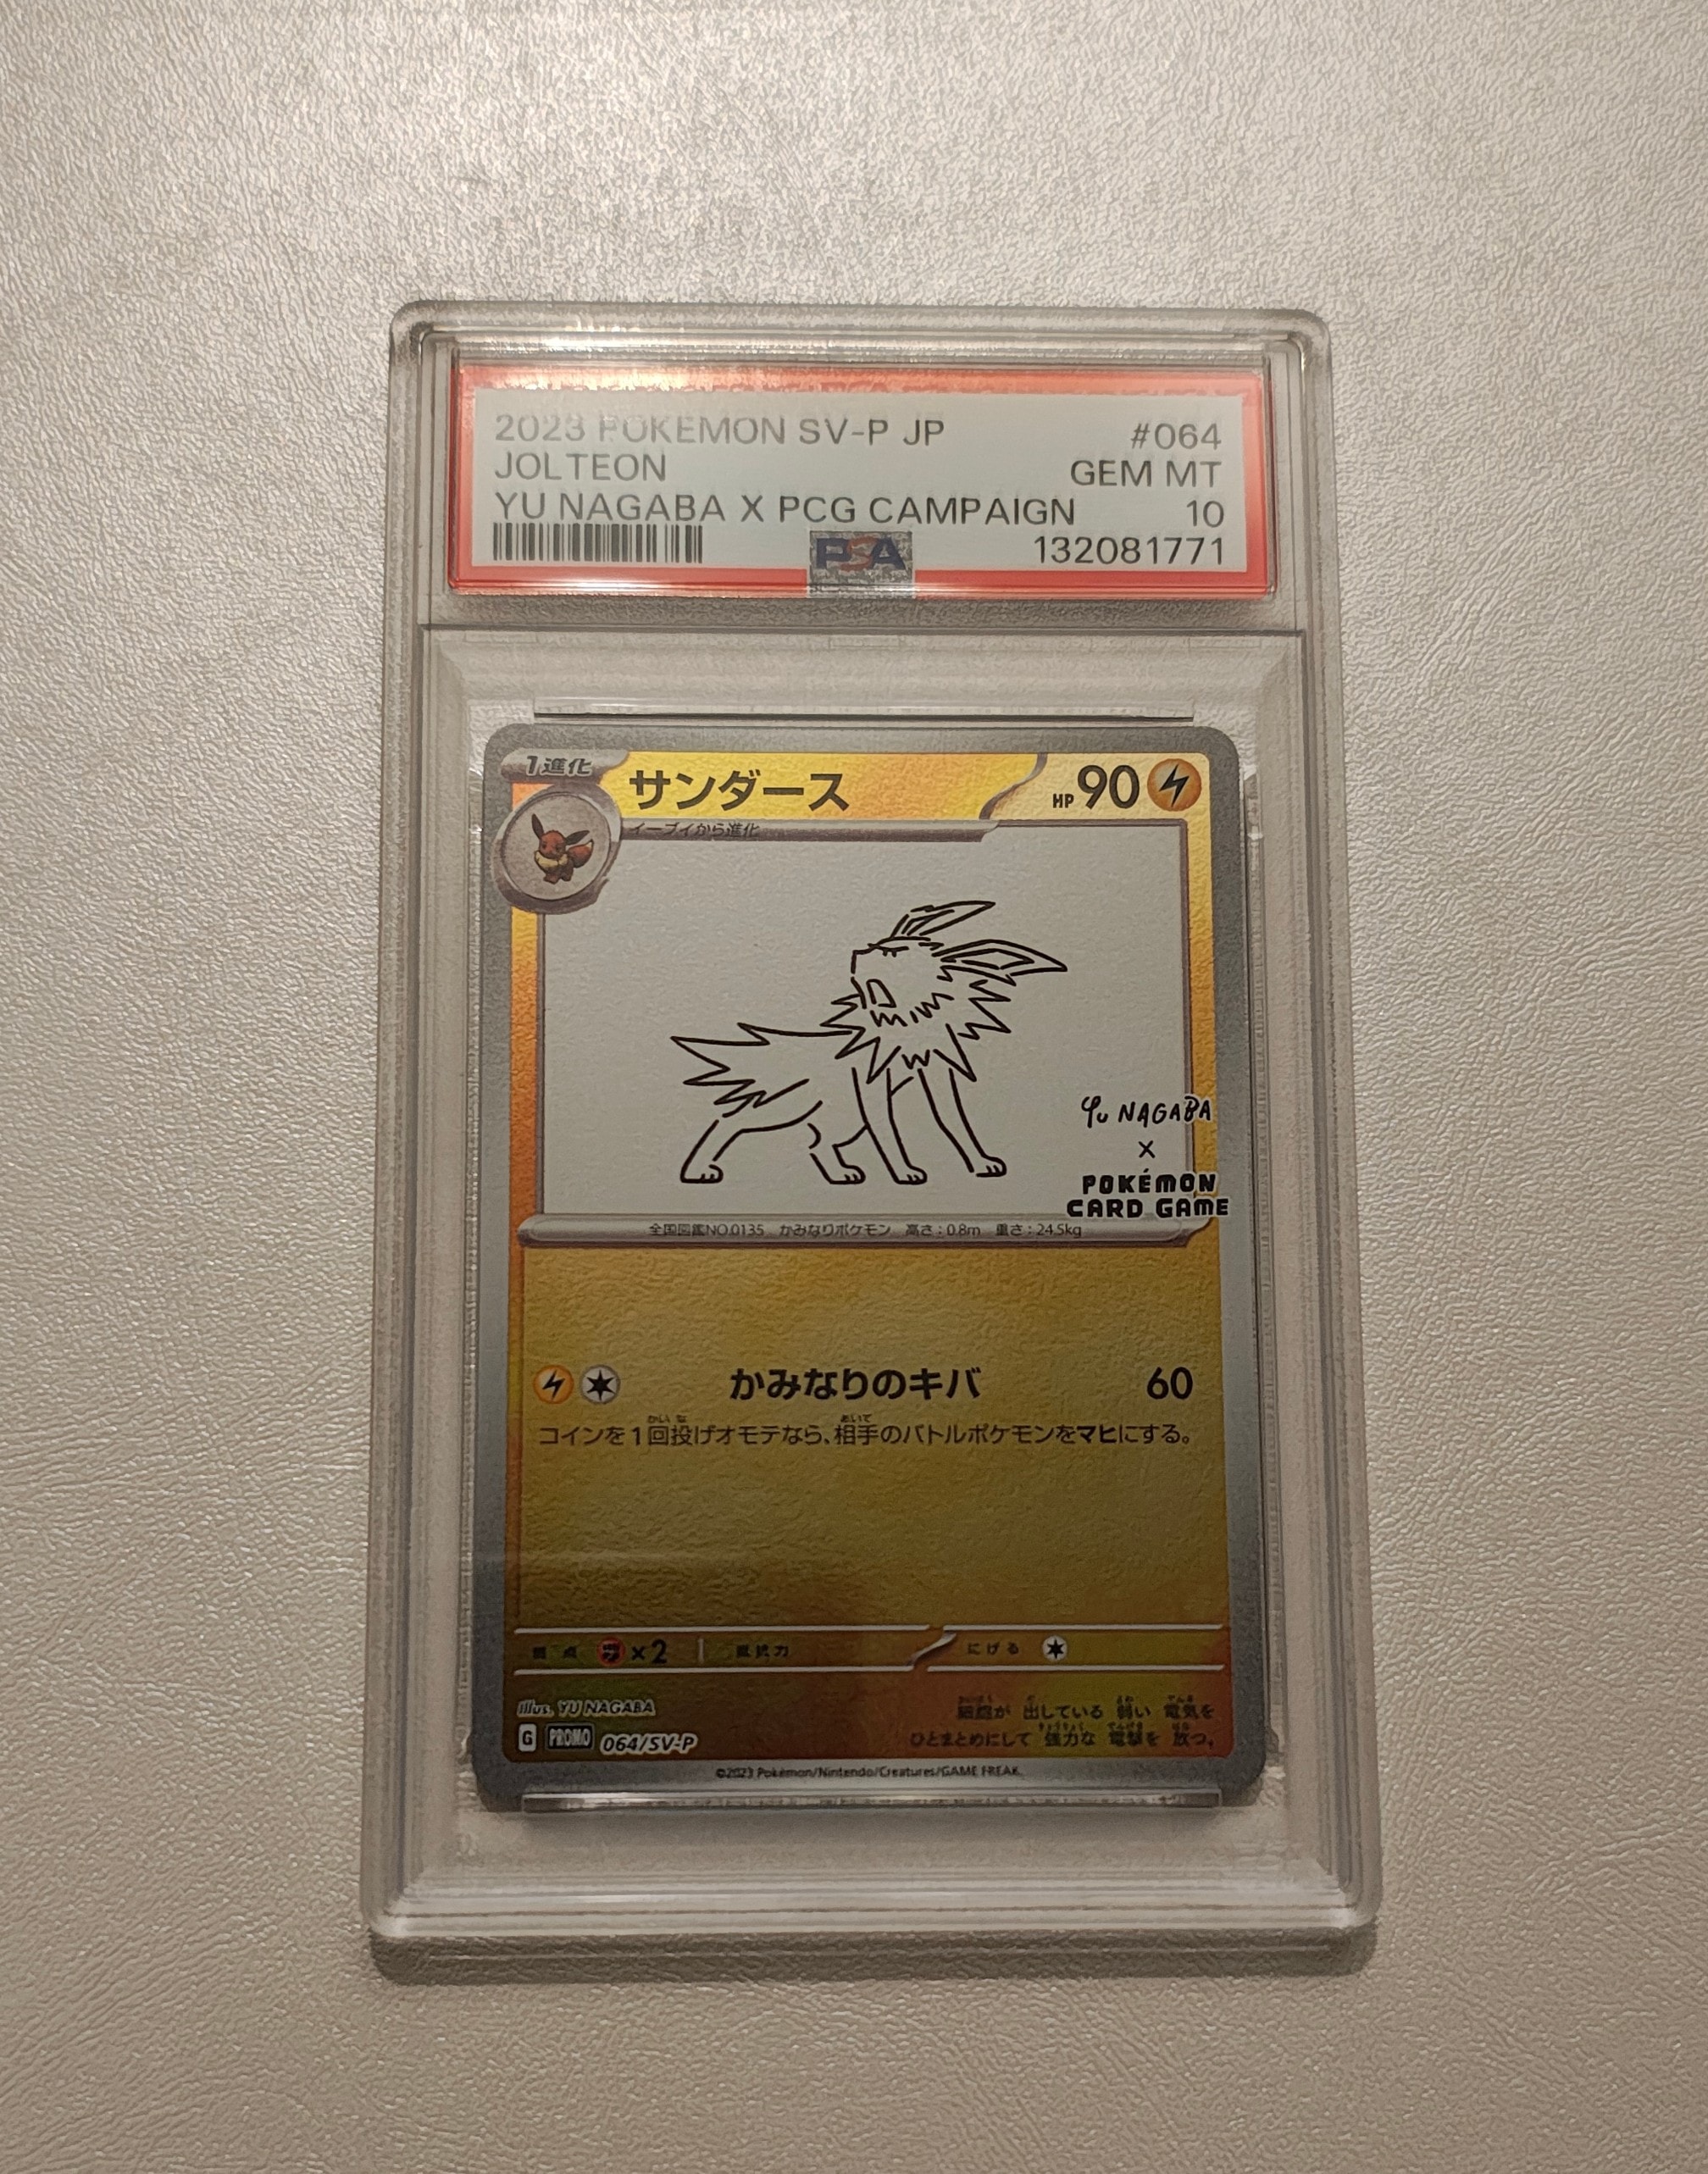 2023 POKEMON SV-P JP #064
JOLTEON GEM MT
YU NAGABA X PCG CAMPAIGN 10
PSA 132081771
1進化 サンダース HP 90
イーブイから進化
Yu NAGABA
×
POKÉMON
CARD GAME
全国図鑑NO.0135 かみなりポケモン 高さ:0.8m 重さ:24.5kg
かみなりのキバ 60
コインを1回投げオモテなら、相手のバトルポケモンをマヒにする。
弱点 ×2 抵抗力 にげる
Illus. YU NAGABA
細胞が 出している 弱い 電気を
G PROMO 064/SV-P
ひとまとめにして 強力な 電撃を 放つ。
©2023 Pokémon/Nintendo/Creatures/GAME FREAK.